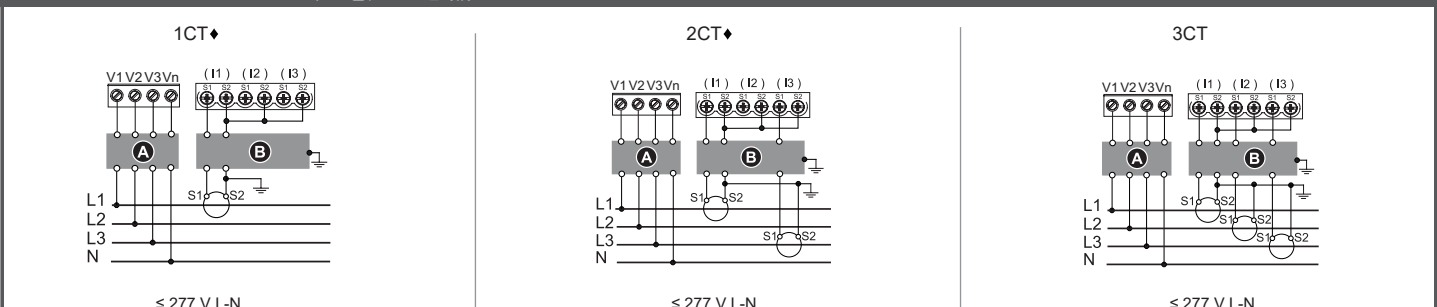 1CT♦
V1 V2 V3 Vn
( I1 ) ( I2 ) ( I3 )
S1 S2 S1 S2 S1 S2
A
B
S1 S2
L1
L2
L3
N
≤ 277 V L-N
2CT♦
V1 V2 V3 Vn
( I1 ) ( I2 ) ( I3 )
S1 S2 S1 S2 S1 S2
A
B
S1 S2
L1
L2
S1 S2
L3
N
≤ 277 V L-N
3CT
V1 V2 V3 Vn
( I1 ) ( I2 ) ( I3 )
S1 S2 S1 S2 S1 S2
A
B
S1 S2
L1
S1 S2
L2
S1 S2
L3
N
≤ 277 V L-N